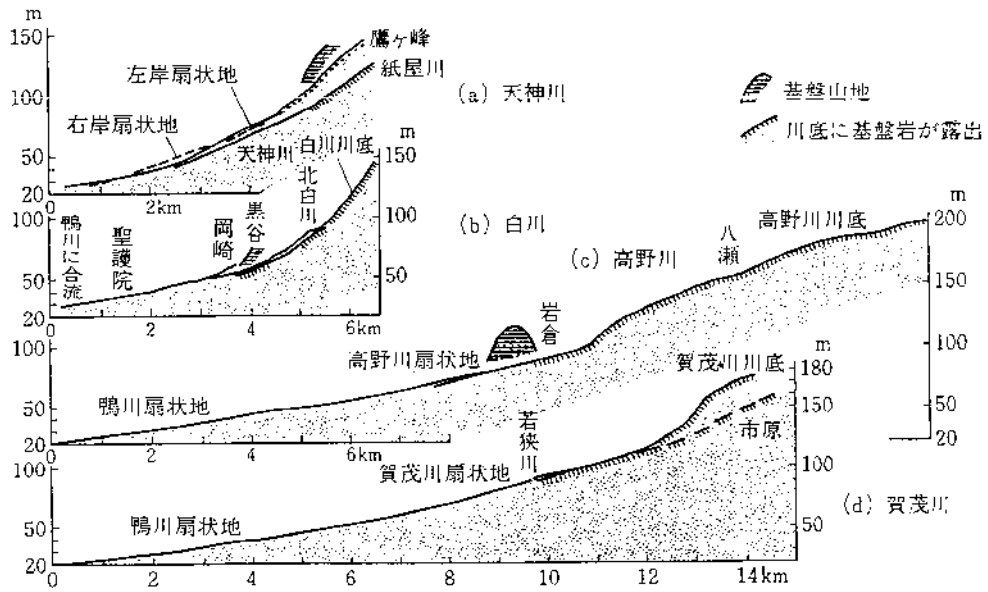 m
150
100
50
20
鷹ヶ峰
紙屋川
左岸扇状地
右岸扇状地
天神川
(a) 天神川
0
2km
基盤山地
川底に基盤岩が露出
m
150
100
50
白川川底
北白川
黒谷
岡崎
聖護院
鴨川に合流
100
50
20
0
2
4
6km
(b) 白川
m
200
150
100
50
20
高野川川底
八瀬
(c) 高野川
岩倉
高野川扇状地
鴨川扇状地
100
50
20
0
2
4
6km
m
180
150
100
50
賀茂川川底
市原
若狭川
賀茂川扇状地
鴨川扇状地
(d) 賀茂川
100
50
20
0
2
4
6
8
10
12
14km